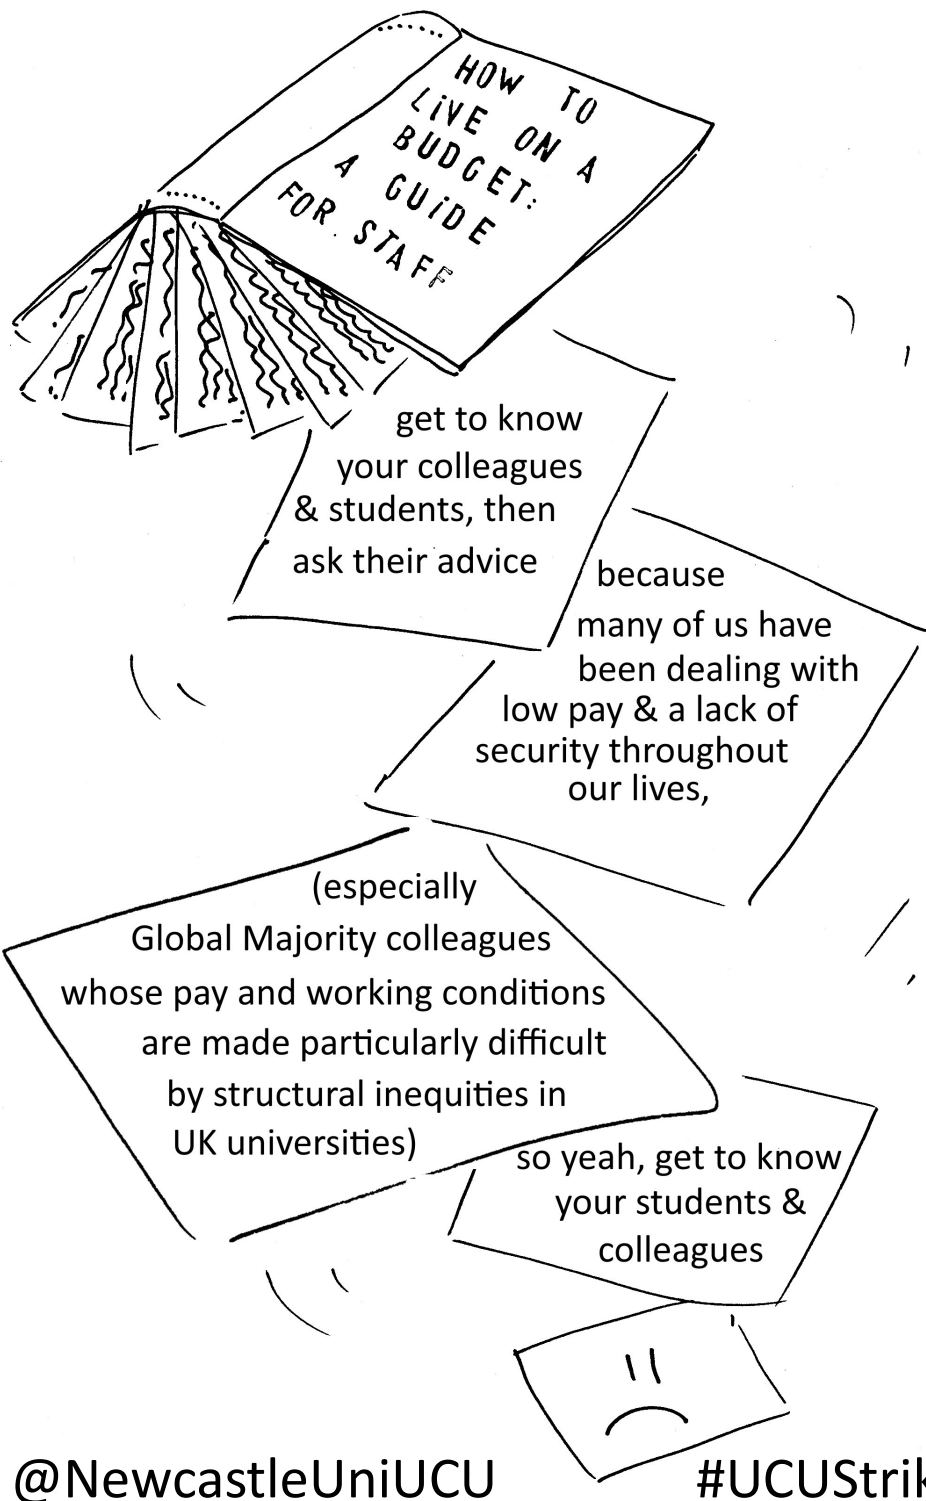 HOW TO
LiVE ON A
BUDGET:
A GUiDE
FOR STAFF
get to know
your colleagues
& students, then
ask their advice
because
many of us have
been dealing with
low pay & a lack of
security throughout
our lives,
(especially
Global Majority colleagues
whose pay and working conditions
are made particularly difficult
by structural inequities in
UK universities)
so yeah, get to know
your students &
colleagues
@NewcastleUniUCU
#UCUStrik